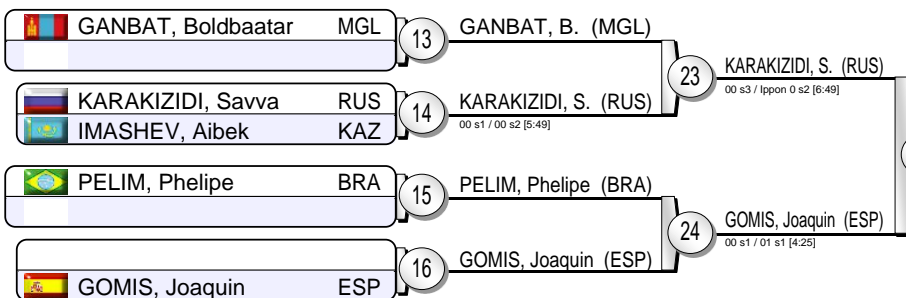 GANBAT, Boldbaatar MGL
13
GANBAT, B. (MGL)
KARAKIZIDI, Savva RUS
IMASHEV, Aibek KAZ
14
KARAKIZIDI, S. (RUS)
00 s1 / 00 s2 [5:49]
23
KARAKIZIDI, S. (RUS)
00 s3 / Ippon 0 s2 [6:49]
PELIM, Phelipe BRA
15
PELIM, Phelipe (BRA)
GOMIS, Joaquin ESP
16
GOMIS, Joaquin (ESP)
24
GOMIS, Joaquin (ESP)
00 s1 / 01 s1 [4:25]